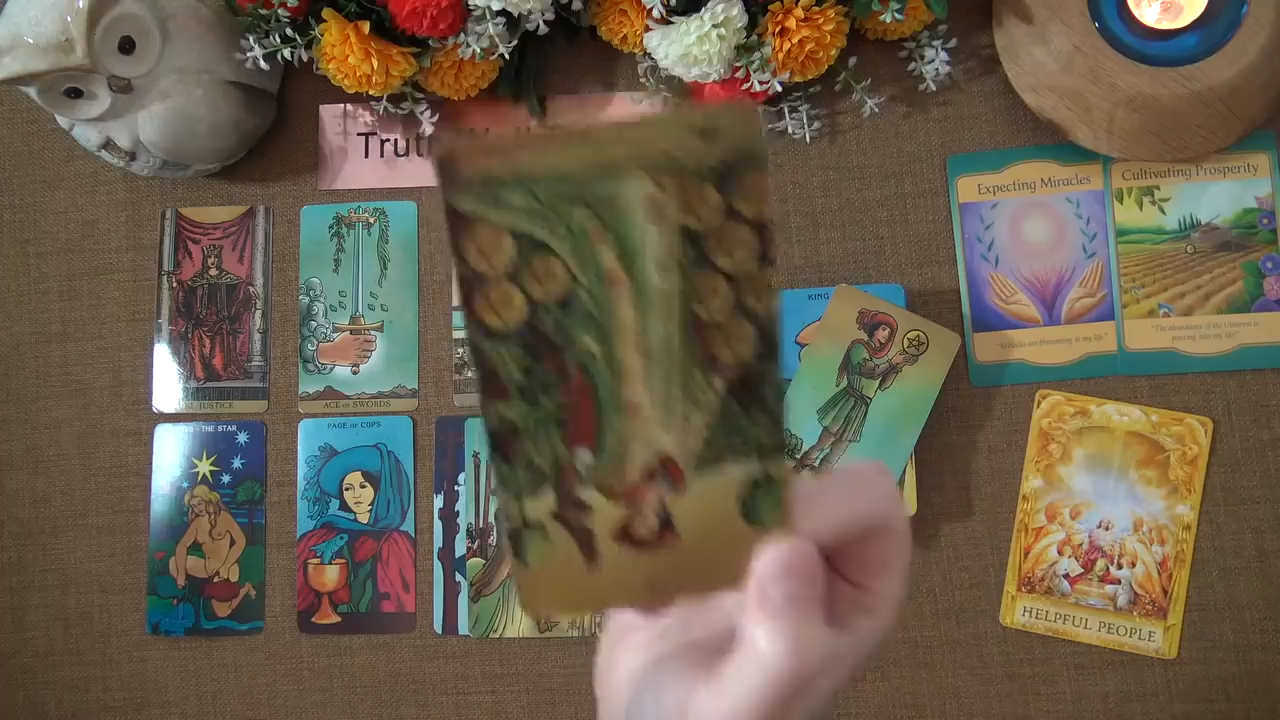 Trut
Expecting Miracles
"Miracles are blossoming in my life."
Cultivating Prosperity
"The abundance of the Universe is
pouring into my life!"
KING
JUSTICE
ACE of SWORDS
THE STAR
PAGE of CUPS
HELPFUL PEOPLE